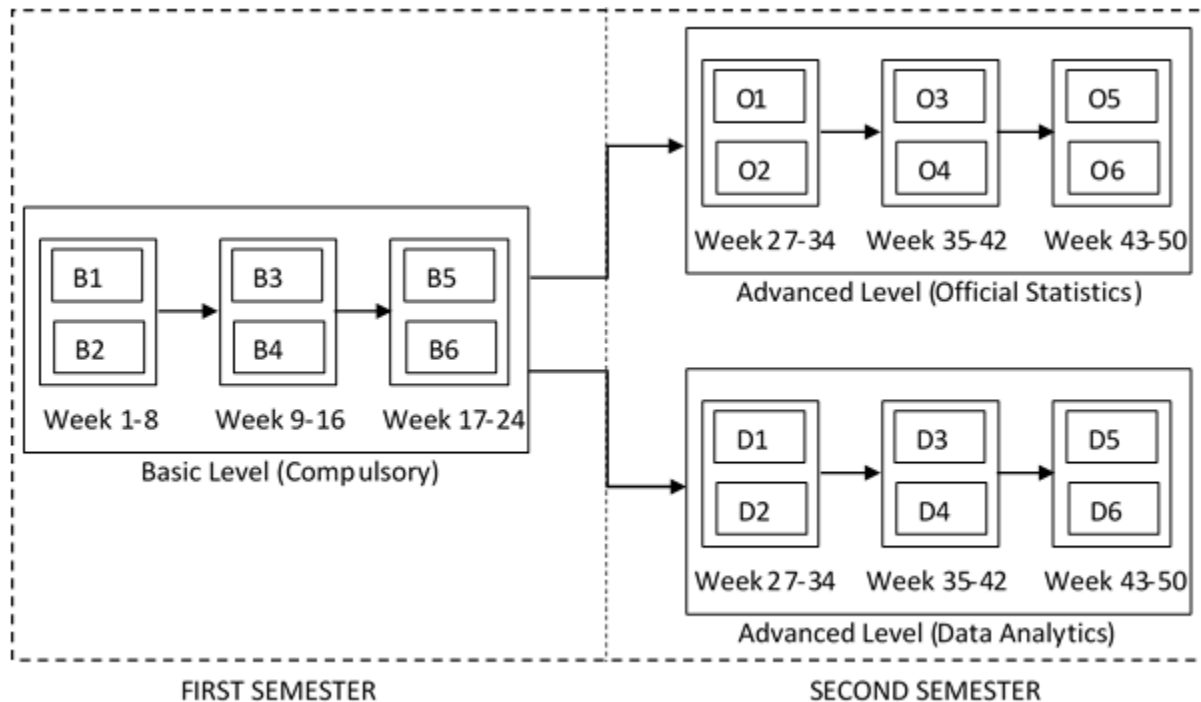 O1 O3 O5
O2 O4 O6
Week 27-34 Week 35-42 Week 43-50
Advanced Level (Official Statistics)
B1 B3 B5
B2 B4 B6
Week 1-8 Week 9-16 Week 17-24
Basic Level (Compulsory)
D1 D3 D5
D2 D4 D6
Week 27-34 Week 35-42 Week 43-50
Advanced Level (Data Analytics)
FIRST SEMESTER SECOND SEMESTER